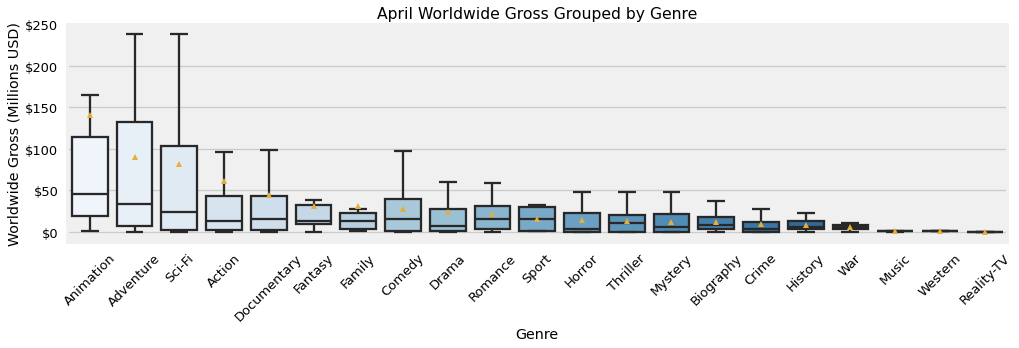 April Worldwide Gross Grouped by Genre
Worldwide Gross (Millions USD)
$250
$200
$150
$100
$50
$0
Animation
Adventure
Sci-Fi
Action
Documentary
Fantasy
Family
Comedy
Drama
Romance
Sport
Horror
Thriller
Mystery
Biography
Crime
History
War
Music
Western
Reality-TV
Genre